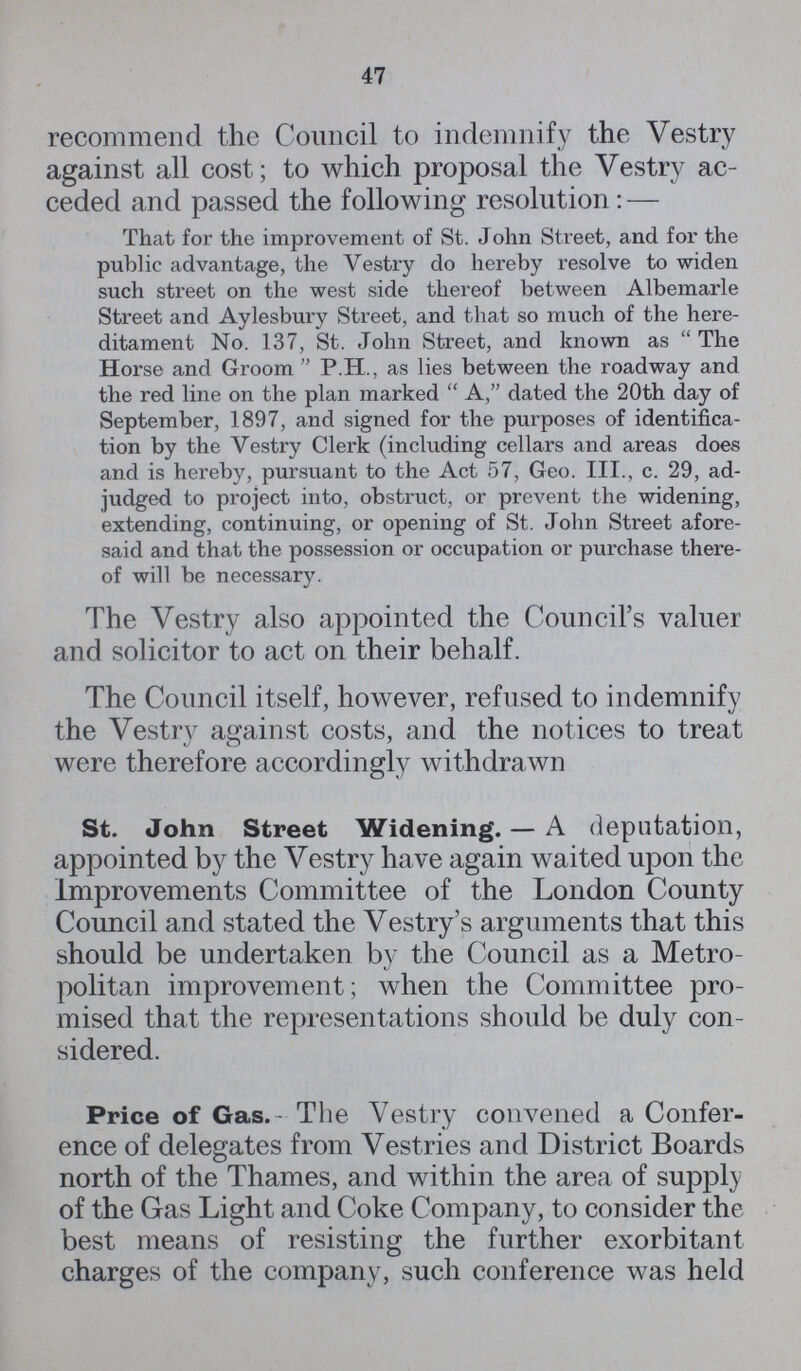 47
recommend the Council to indemnify the Vestry
against all cost; to which proposal the Vestry ac-
ceded and passed the following resolution:—
That for the improvement of St. John Street, and for the
public advantage, the Vestry do hereby resolve to widen
such street on the west side thereof between Albemarle
Street and Aylesbury Street, and that so much of the here-
ditament No. 137, St. John Street, and known as “ The
Horse and Groom ” P.H., as lies between the roadway and
the red line on the plan marked “ A,” dated the 20th day of
September, 1897, and signed for the purposes of identifica-
tion by the Vestry Clerk (including cellars and areas does
and is hereby, pursuant to the Act 57, Geo. III., c. 29, ad-
judged to project into, obstruct, or prevent the widening,
extending, continuing, or opening of St. John Street afore-
said and that the possession or occupation or purchase there-
of will be necessary.
The Vestry also appointed the Council’s valuer
and solicitor to act on their behalf.
The Council itself, however, refused to indemnify
the Vestry against costs, and the notices to treat
were therefore accordingly withdrawn
St. John Street Widening. — A deputation,
appointed by the Vestry have again waited upon the
Improvements Committee of the London County
Council and stated the Vestry’s arguments that this
should be undertaken by the Council as a Metro-
politan improvement; when the Committee pro-
mised that the representations should be duly con-
sidered.
Price of Gas.- The Vestry convened a Confer-
ence of delegates from Vestries and District Boards
north of the Thames, and within the area of supply
of the Gas Light and Coke Company, to consider the
best means of resisting the further exorbitant
charges of the company, such conference was held